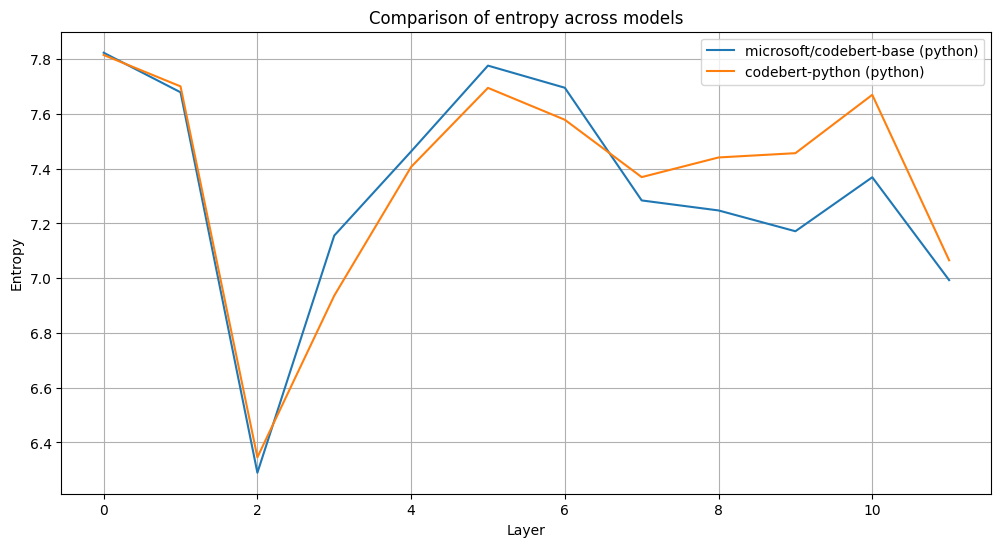 Comparison of entropy across models
microsoft/codebert-base (python)
codebert-python (python)
Entropy
7.8
7.6
7.4
7.2
7.0
6.8
6.6
6.4
0 2 4 6 8 10
Layer